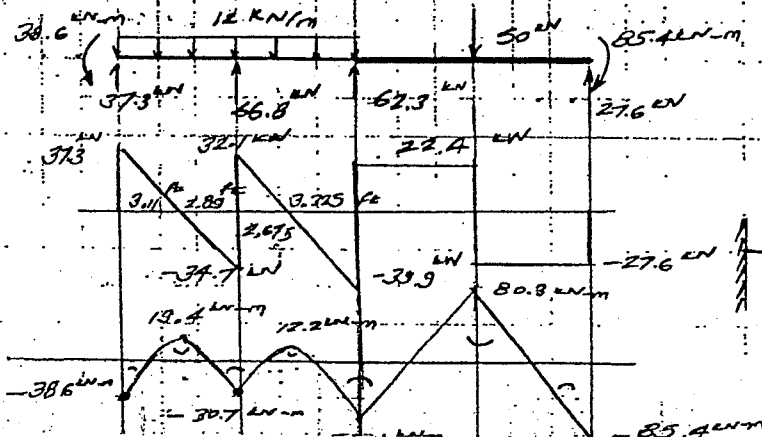 38.6 kN-m
12 KN/m
50 kN
85.4 kN-m
37.3 kN
66.8 kN
62.3 kN
27.6 kN
kN
37.3
32.1 kN
22.4 kN
3.11 ft
2.89 ft
3.325 ft
2.675
-34.7 kN
-39.9 kN
-27.6 kN
19.4 kN-m
12.2 kN-m
80.8 kN-m
-38.6 kN-m
-30.7 kN-m
-85.4 kN-m